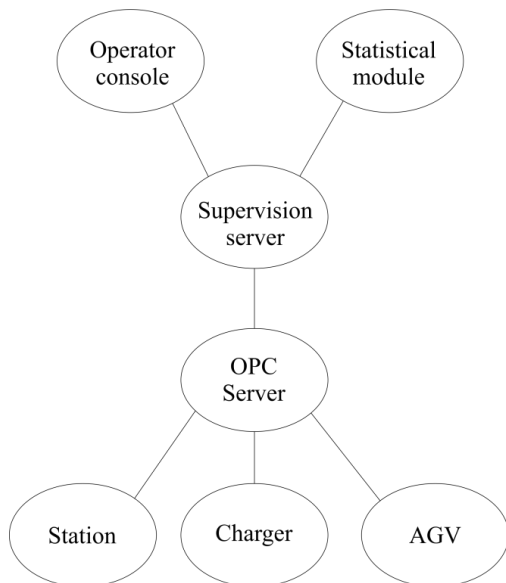 Operator
console
Statistical
module
Supervision
server
OPC
Server
Station
Charger
AGV